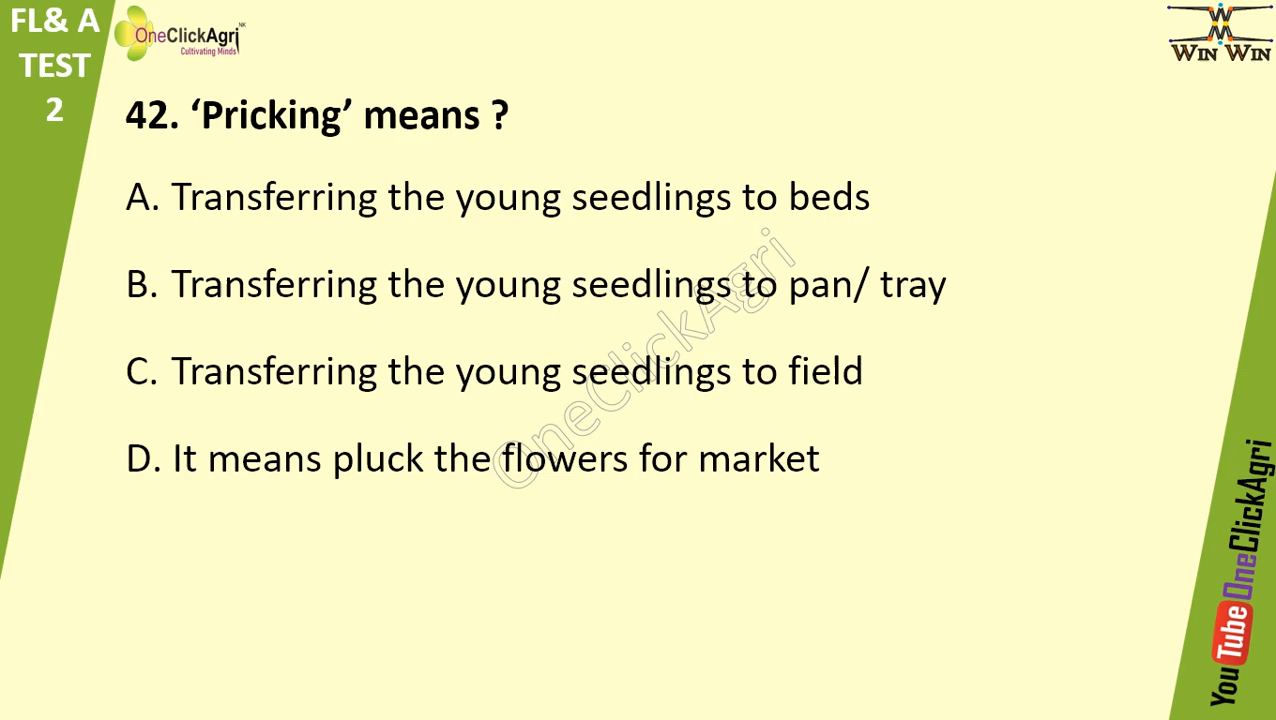 FL& A
TEST
2
OneClickAgri NK
Cultivating Minds
WIN WIN
42. ‘Pricking’ means ?
A. Transferring the young seedlings to beds
B. Transferring the young seedlings to pan/ tray
C. Transferring the young seedlings to field
D. It means pluck the flowers for market
OneClickAgri
YouTube OneClickAgri